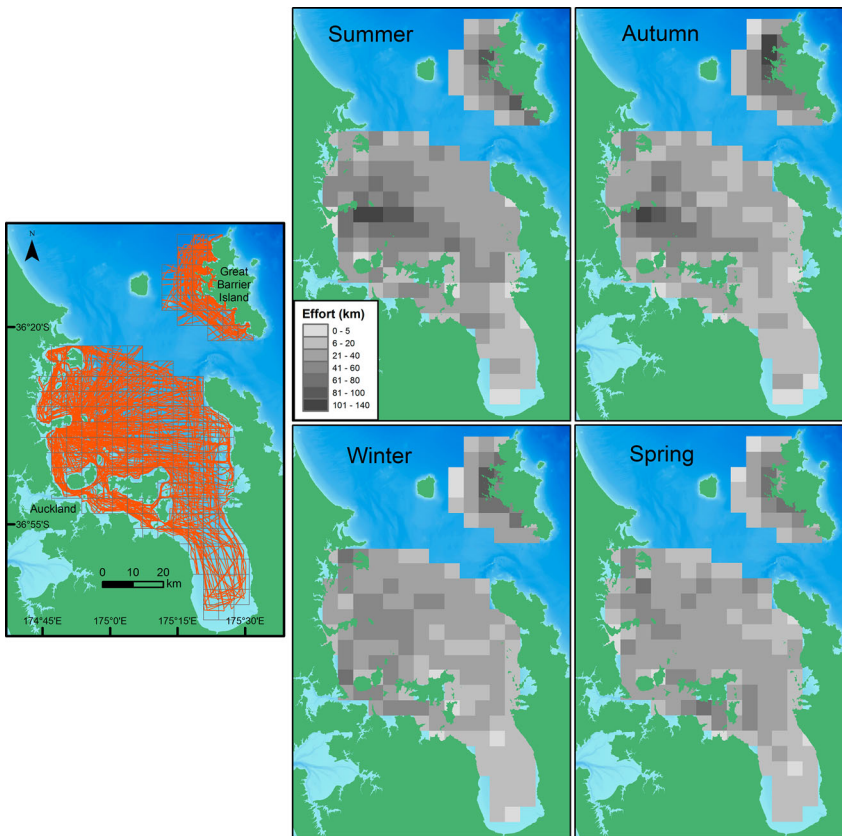 Summer
Autumn
Effort (km)
0 - 5
6 - 20
21 - 40
41 - 60
61 - 80
81 - 100
101 - 140
N
Great
Barrier
Island
36°20'S
Auckland
36°55'S
0 10 20
km
174°45'E 175°0'E 175°15'E 175°30'E
Winter
Spring